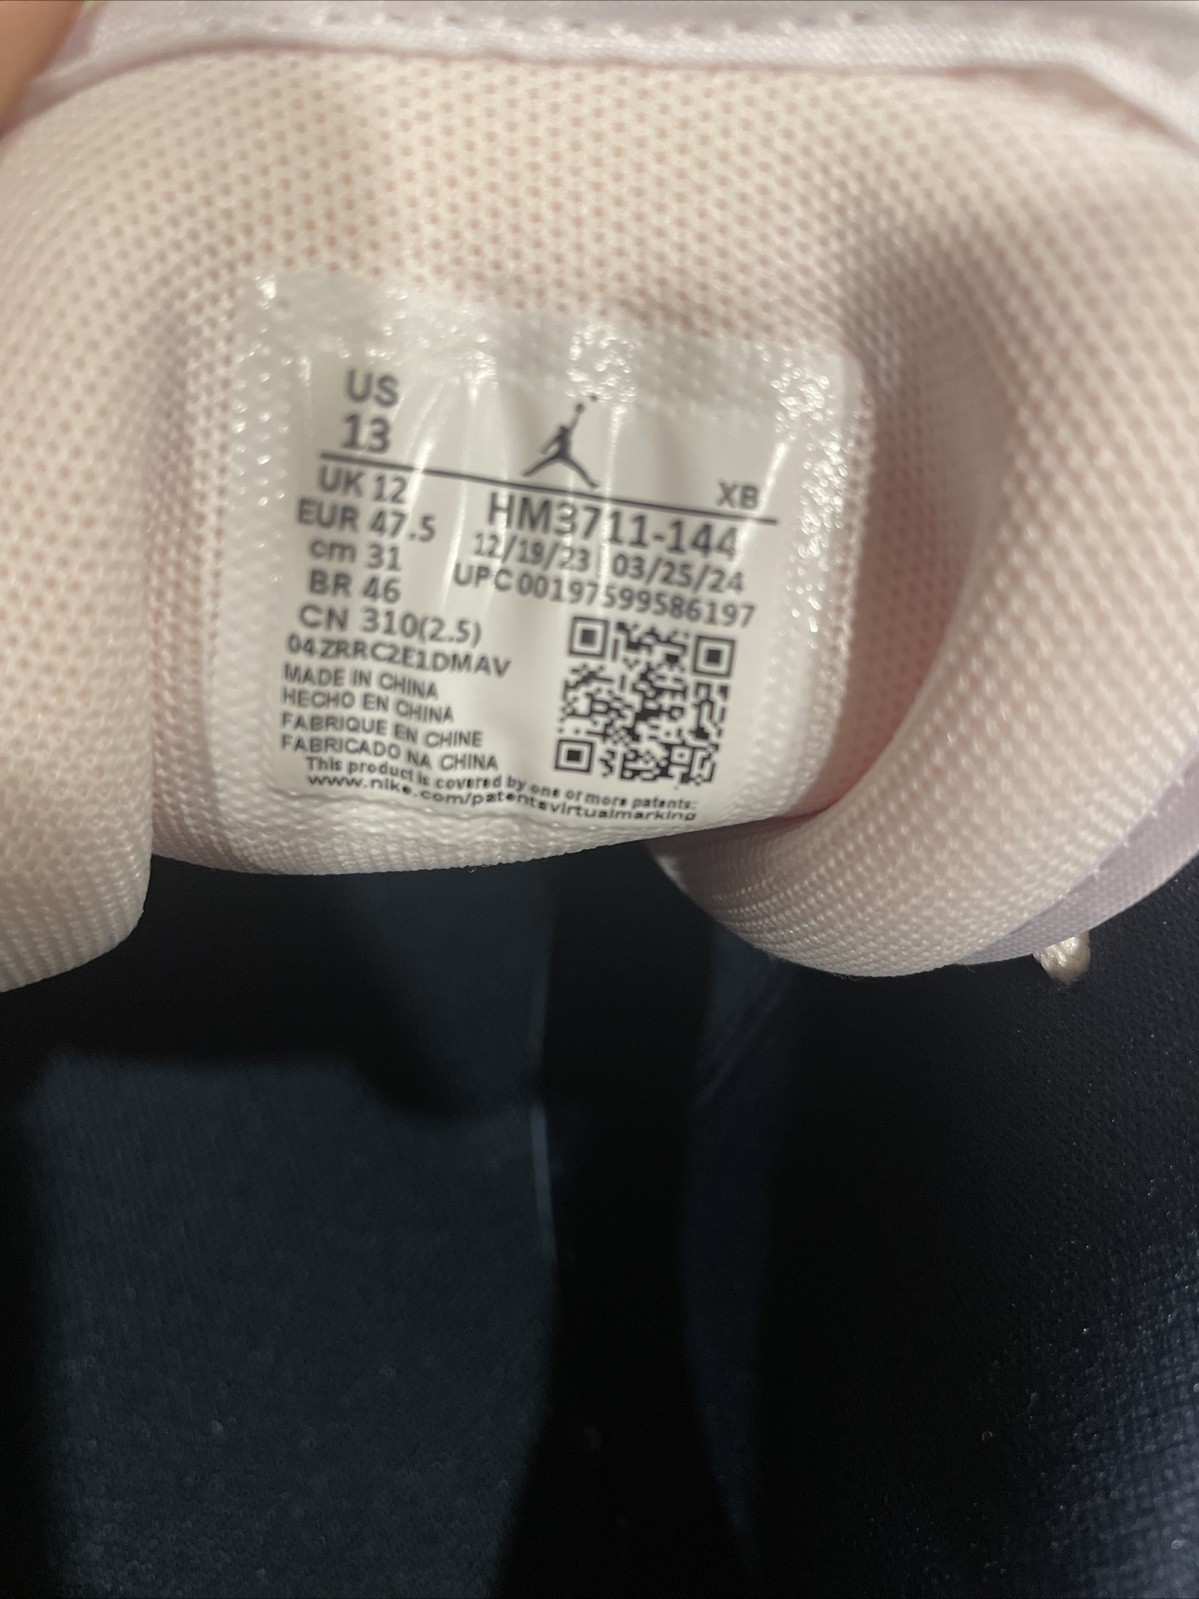 US
13
XB
UK 12
EUR 47.5
cm 31
BR 46
CN 310(2.5)
HM3711-144
12/19/23 03/25/24
UPC00197599586197
04ZRRC2E1DMAV
MADE IN CHINA
HECHO EN CHINA
FABRIQUE EN CHINE
FABRICADO NA CHINA
This product is covered by one or more patents:
www.nike.com/patentsvirtualmarking